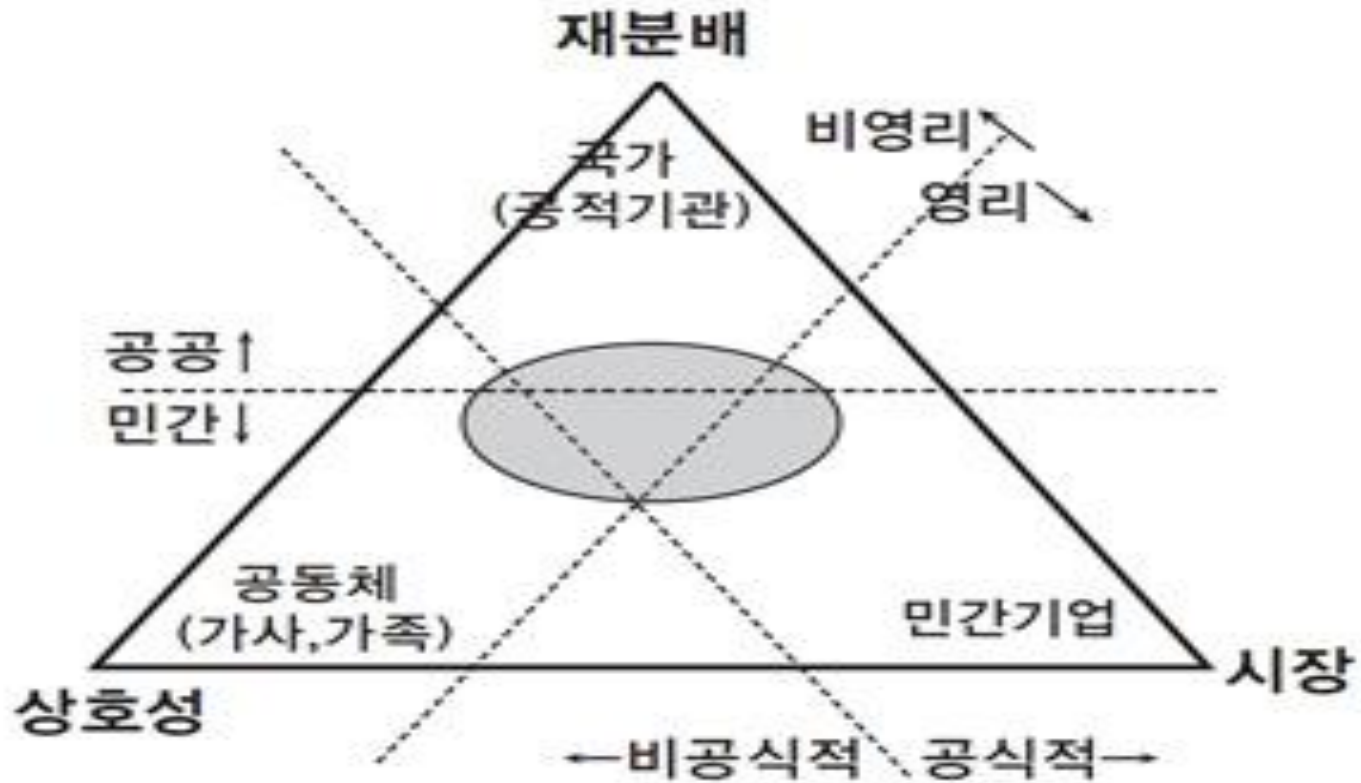 재분배
비영리
국가
(공적기관)
영리
공공↑
민간↓
공동체
(가사,가족)
민간기업
시장
상호성
←비공식적 공식적→